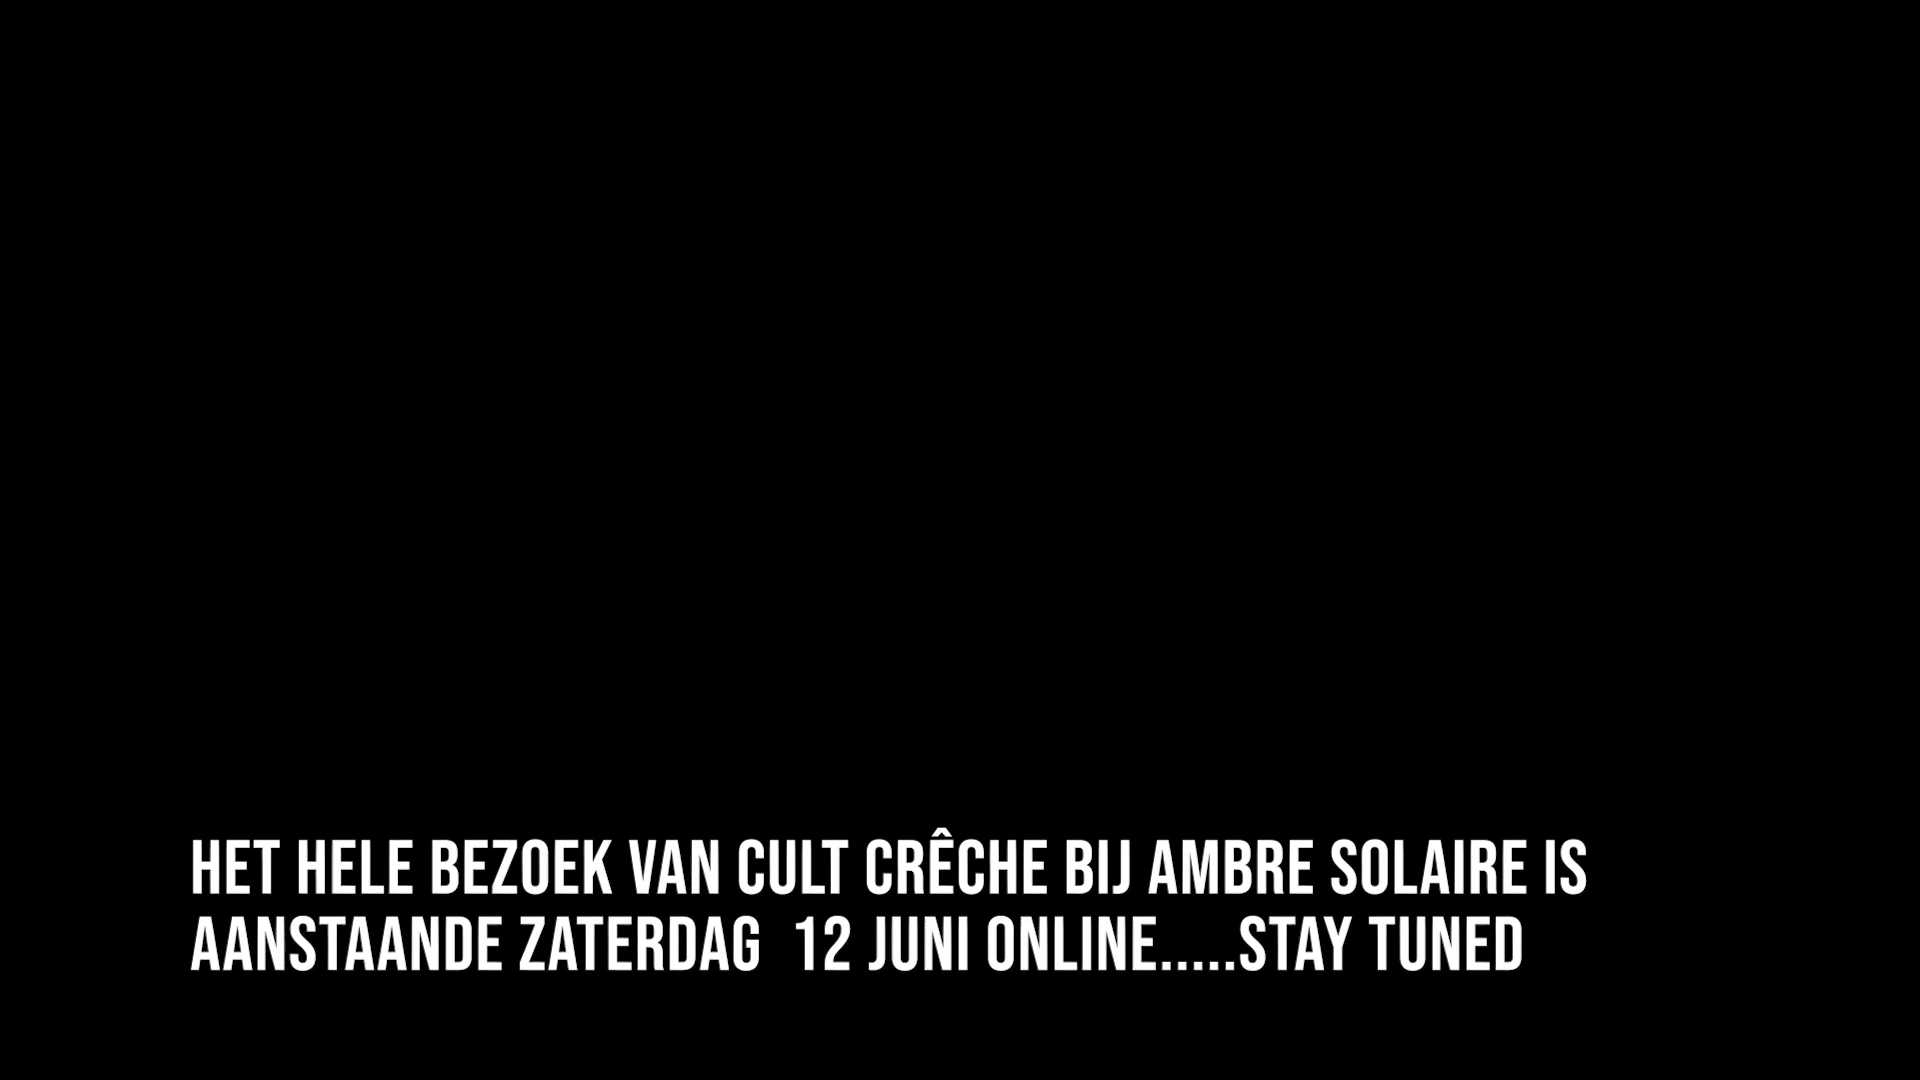 HET HELE BEZOEK VAN CULT CRÊCHE BIJ AMBRE SOLAIRE IS
AANSTAANDE ZATERDAG  12 JUNI ONLINE.....STAY TUNED